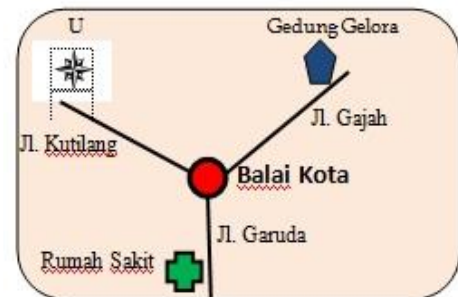 U
Gedung Gelora
Jl. Gajah
Jl. Kutilang
Balai Kota
Jl. Garuda
Rumah Sakit